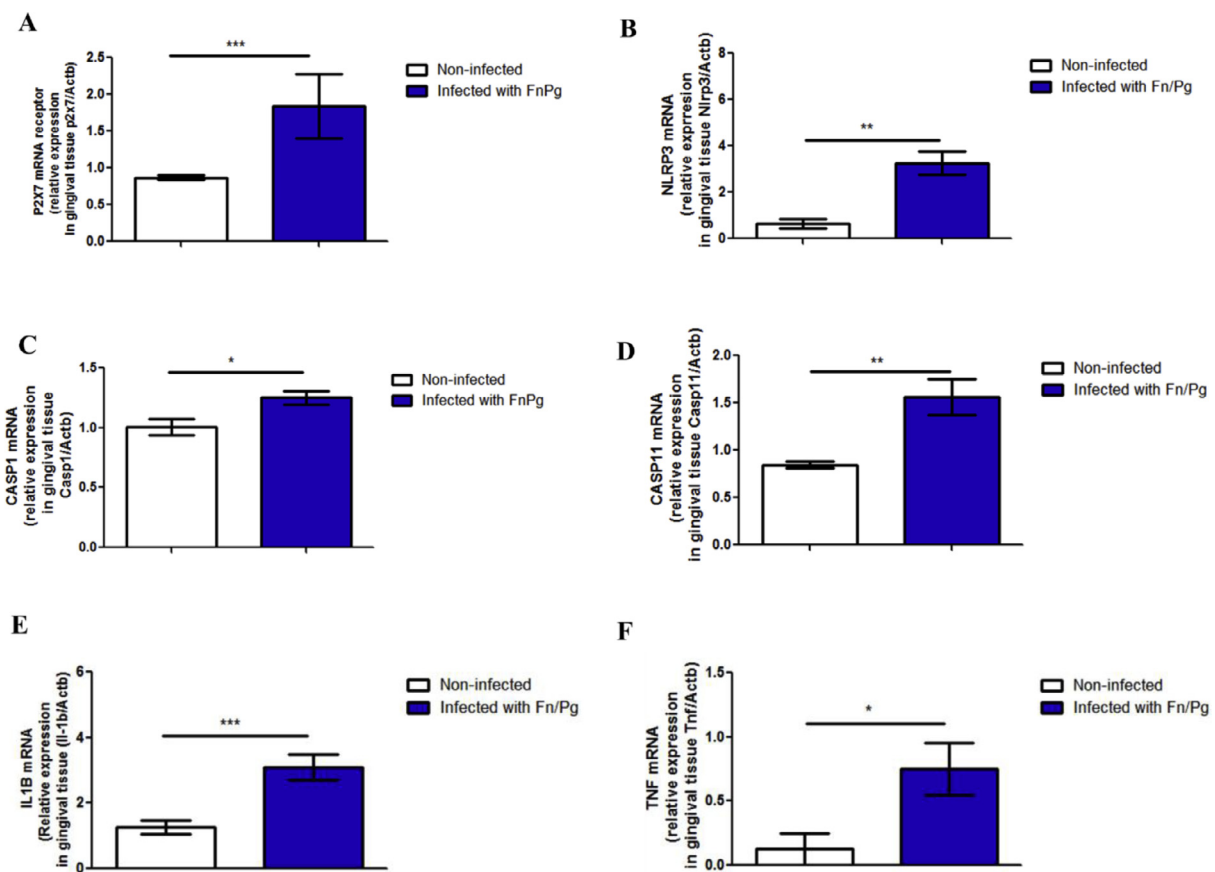 A
***
P2X7 mRNA receptor
(relative expression
In gingival tissue p2x7/Actb)
2.5
2.0
1.5
1.0
0.5
0.0
Non-infected
Infected with FnPg
B
**
NLRP3 mRNA
(relative exprression
in gingival tissue Nlrp3/Actb)
8
6
4
2
0
Non-infected
Infected with Fn/Pg
C
*
CASP1 mRNA
(relative expression
in gingival tissue
Casp1/Actb)
1.5
1.0
0.5
0.0
Non-infected
Infected with FnPg
D
**
CASP11 mRNA
(relative expression
in gingival tissue Casp11/Actb)
2.0
1.5
1.0
0.5
0.0
Non-infected
Infected with Fn/Pg
E
***
IL1B mRNA
(Relative expression
in gingival tissue (Il-1b/Actb)
6
4
2
0
Non-infected
Infected with Fn/Pg
F
*
TNF mRNA
(relative expression
in gingival tissue Tnf/Actb)
1.5
1.0
0.5
0.0
Non-infected
Infected with Fn/Pg